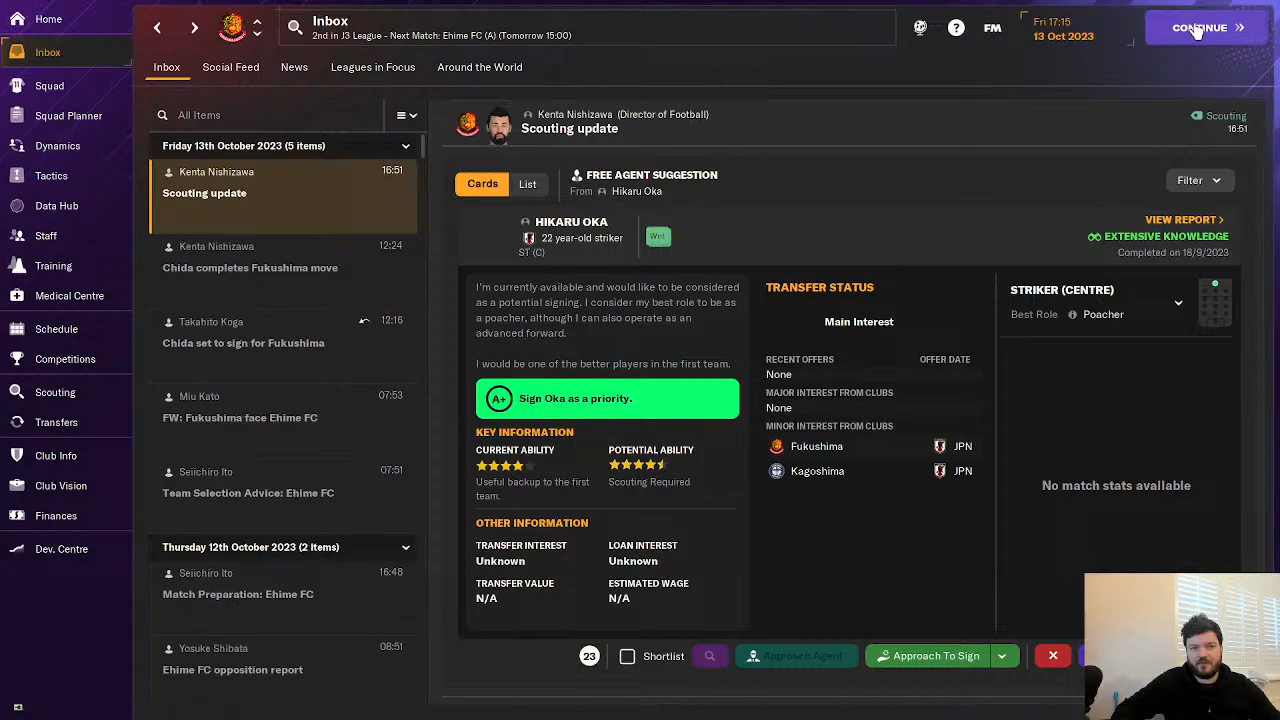 Home
Inbox
Squad
Squad Planner
Dynamics
Tactics
Data Hub
Staff
Training
Medical Centre
Schedule
Competitions
Scouting
Transfers
Club Info
Club Vision
Finances
Dev. Centre
Inbox
2nd in J3 League - Next Match: Ehime FC (A) (Tomorrow 15:00)
FM
Fri 17:15
13 Oct 2023
CONTINUE
Inbox Social Feed News Leagues in Focus Around the World
All Items
Friday 13th October 2023 (5 items)
Kenta Nishizawa 16:51
Scouting update
Kenta Nishizawa 12:24
Chida completes Fukushima move
Takahito Koga 12:16
Chida set to sign for Fukushima
Miu Kato 07:53
FW: Fukushima face Ehime FC
Seiichiro Ito 07:51
Team Selection Advice: Ehime FC
Thursday 12th October 2023 (2 items)
Seiichiro Ito 16:48
Match Preparation: Ehime FC
Yosuke Shibata 08:51
Ehime FC opposition report
Kenta Nishizawa (Director of Football)
Scouting update
Scouting
16:51
Cards List
FREE AGENT SUGGESTION
From Hikaru Oka
Filter
HIKARU OKA
22 year-old striker
ST (C)
Wnt
VIEW REPORT >
EXTENSIVE KNOWLEDGE
Completed on 18/9/2023
I'm currently available and would like to be considered
as a potential signing. I consider my best role to be as
a poacher, although I can also operate as an
advanced forward.
I would be one of the better players in the first team.
A+ Sign Oka as a priority.
KEY INFORMATION
CURRENT ABILITY POTENTIAL ABILITY
Useful backup to the first Scouting Required
team.
OTHER INFORMATION
TRANSFER INTEREST LOAN INTEREST
Unknown Unknown
TRANSFER VALUE ESTIMATED WAGE
N/A N/A
TRANSFER STATUS
Main Interest
RECENT OFFERS OFFER DATE
None
MAJOR INTEREST FROM CLUBS
None
MINOR INTEREST FROM CLUBS
Fukushima JPN
Kagoshima JPN
STRIKER (CENTRE)
Best Role Poacher
No match stats available
23 Shortlist Approach Agent Approach To Sign